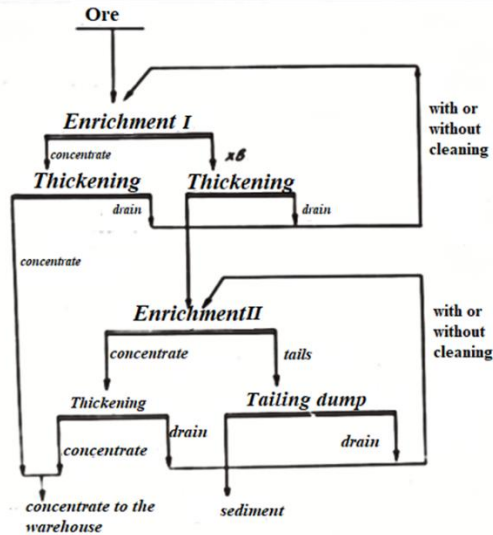 Ore
with or
without
cleaning
Enrichment I
concentrate
хв
Thickening
Thickening
drain
drain
concentrate
EnrichmentII
with or
without
cleaning
concentrate
tails
Thickening
Tailing dump
drain
concentrate
drain
concentrate to the
warehouse
sediment